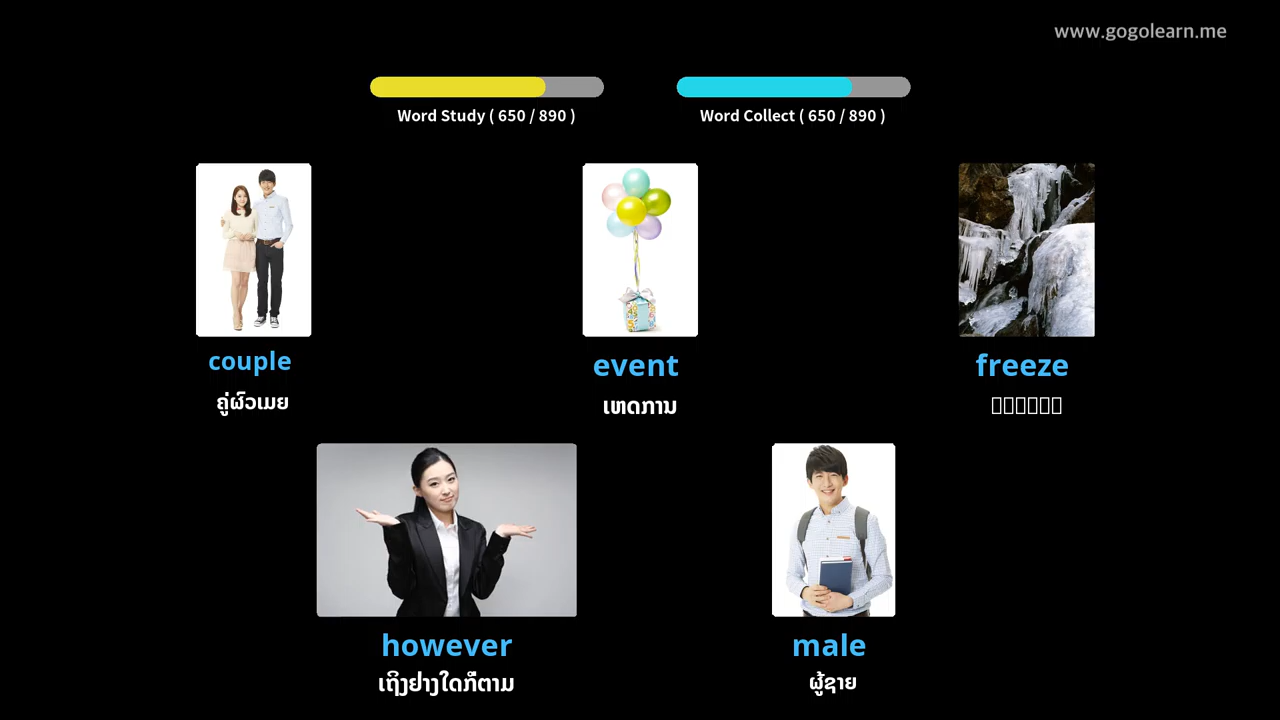 www.gogolearn.me
Word Study ( 650 / 890 )
Word Collect ( 650 / 890 )
couple
ຄູ່ຜົວເມຍ
event
ເຫດການ
freeze
however
ເຖິງຢ່າງໃດກໍ່ຕາມ
male
ຜູ້ຊາຍ